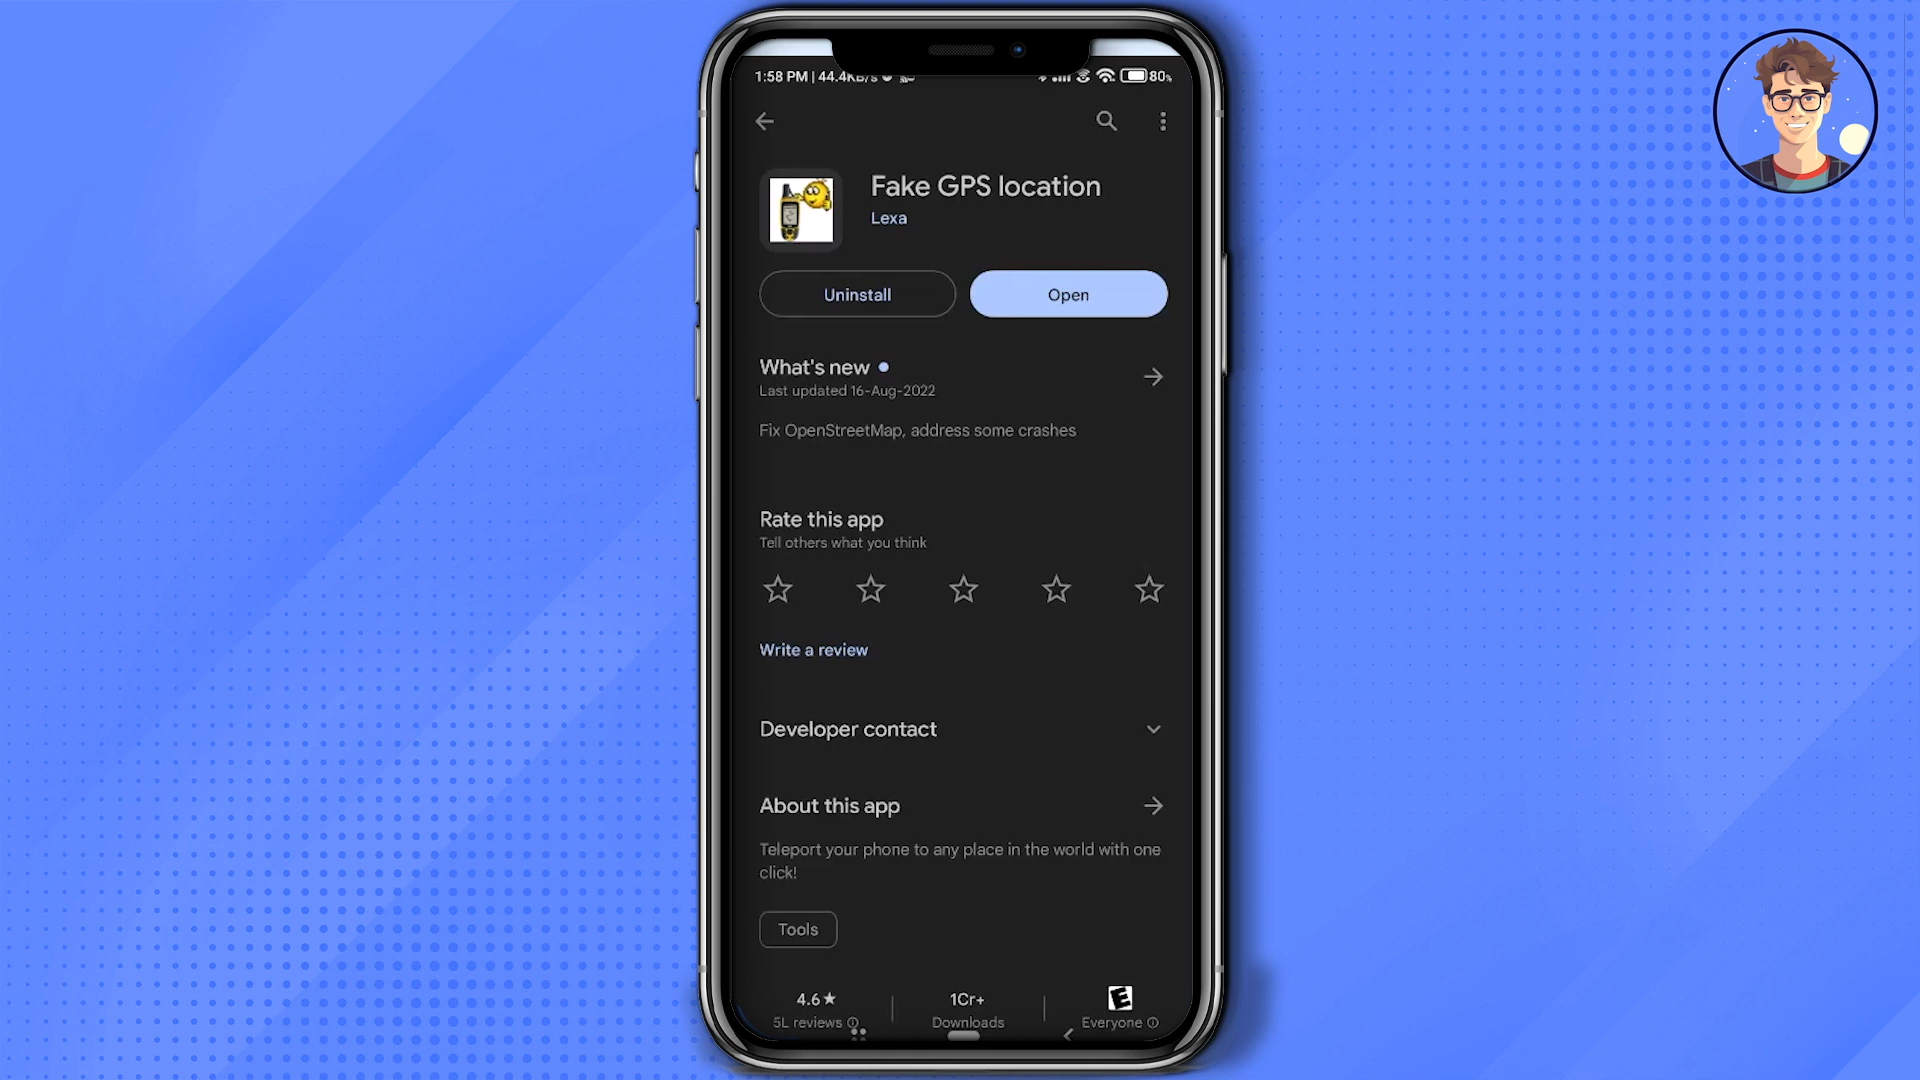 1:58 PM | 44.4KB/s 80%
Fake GPS location
Lexa
Uninstall Open
What's new
Last updated 16-Aug-2022
Fix OpenStreetMap, address some crashes
Rate this app
Tell others what you think
Write a review
Developer contact
About this app
Teleport your phone to any place in the world with one
click!
Tools
4.6★ 1Cr+ E
5L reviews Downloads Everyone